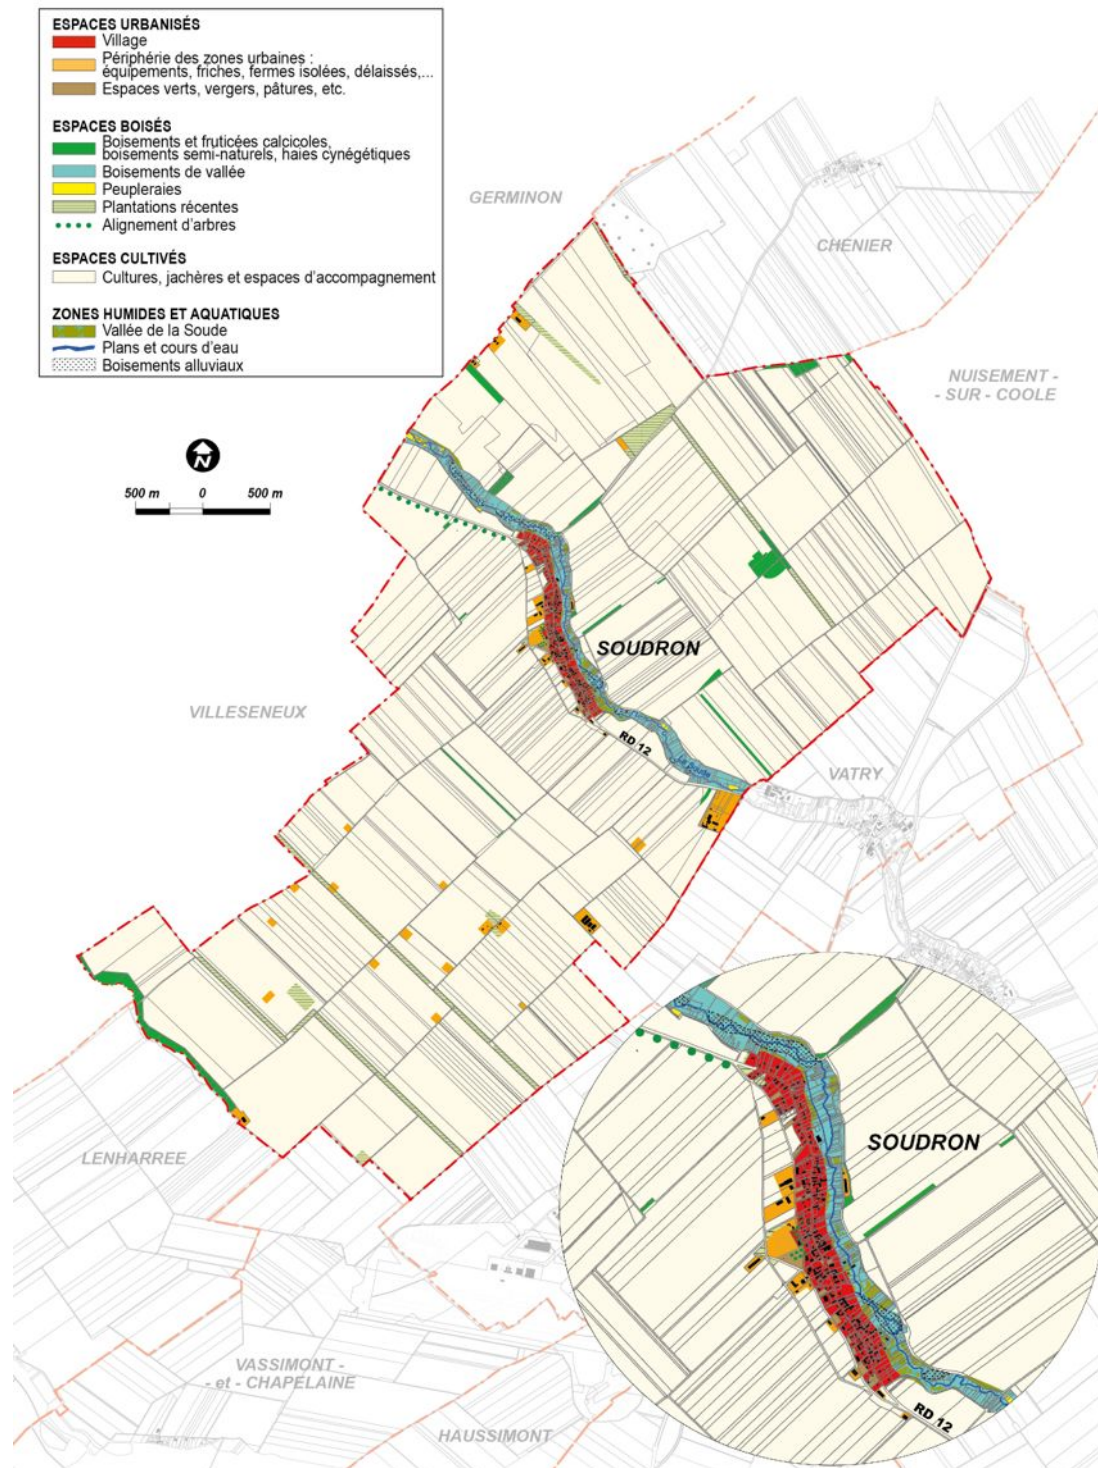 ESPACES URBANISÉS
Village
Périphérie des zones urbaines :
équipements, friches, fermes isolées, délaissés,...
Espaces verts, vergers, pâtures, etc.
ESPACES BOISÉS
Boisements et fruticées calcicoles,
boisements semi-naturels, haies cynégétiques
Boisements de vallée
Peupleraies
Plantations récentes
Alignement d'arbres
ESPACES CULTIVÉS
Cultures, jachères et espaces d'accompagnement
ZONES HUMIDES ET AQUATIQUES
Vallée de la Soude
Plans et cours d'eau
Boisements alluviaux
GERMINON
CHENIER
NUISEMENT -
- SUR - COOLE
N
500 m 0 500 m
SOUDRON
VILLESENEUX
RD 12
La Soude
VATRY
LENHARREE
SOUDRON
VASSIMONT -
- et - CHAPELAINE
RD 12
HAUSSIMONT